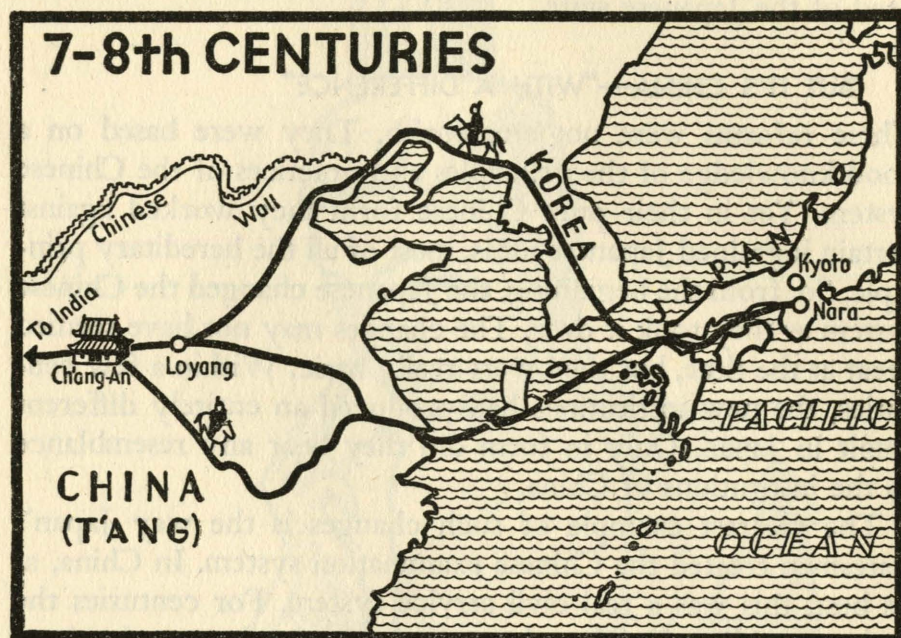 7-8th CENTURIES
Chinese Wall
KOREA
JAPAN
Kyoto
Nara
To India
Ch'ang-An
Loyang
CHINA
(T'ANG)
PACIFIC
OCEAN